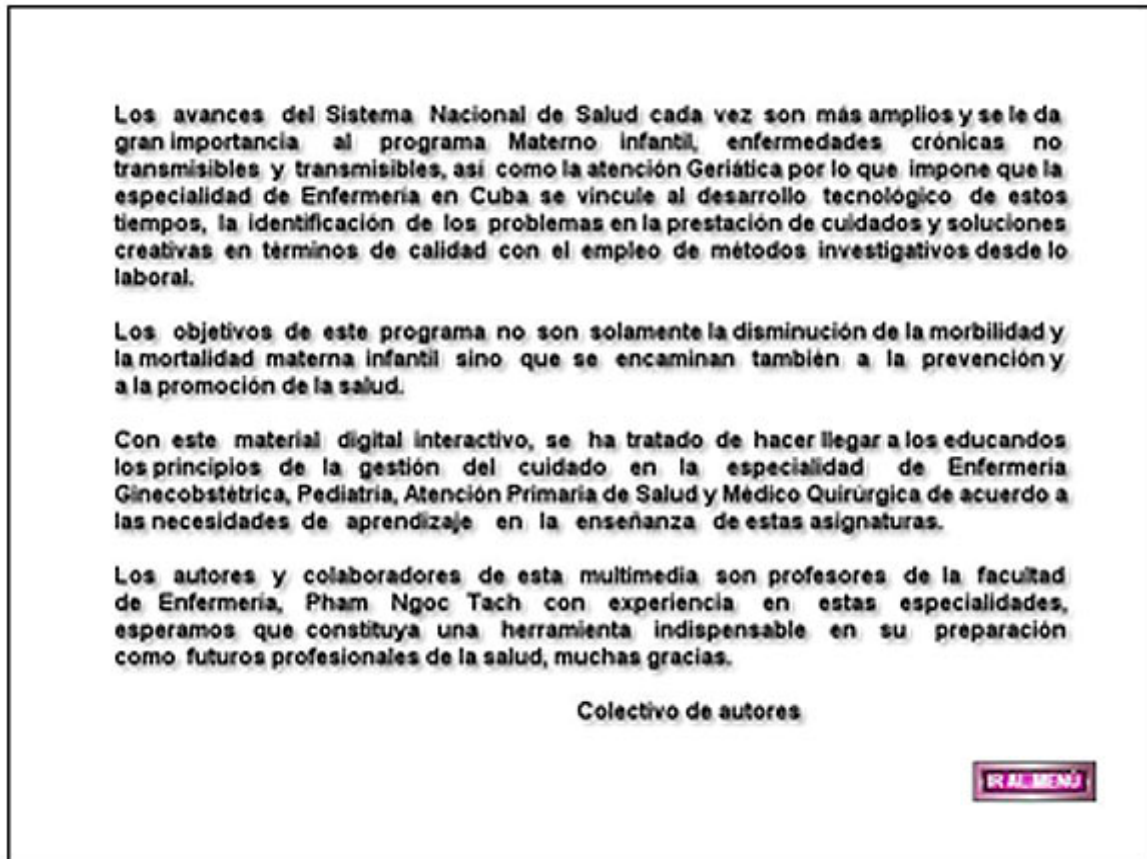 Los avances del Sistema Nacional de Salud cada vez son más amplios y se le da
gran importancia al programa Materno infantil, enfermedades crónicas no
transmisibles y transmisibles, así como la atención Geriática por lo que impone que la
especialidad de Enfermería en Cuba se vincule al desarrollo tecnológico de estos
tiempos, la identificación de los problemas en la prestación de cuidados y soluciones
creativas en términos de calidad con el empleo de métodos investigativos desde lo
laboral.
Los objetivos de este programa no son solamente la disminución de la morbilidad y
la mortalidad materna infantil sino que se encaminan también a la prevención y
a la promoción de la salud.
Con este material digital interactivo, se ha tratado de hacer llegar a los educandos
los principios de la gestión del cuidado en la especialidad de Enfermería
Ginecobstétrica, Pediatría, Atención Primaria de Salud y Médico Quirúrgica de acuerdo a
las necesidades de aprendizaje en la enseñanza de estas asignaturas.
Los autores y colaboradores de esta multimedia son profesores de la facultad
de Enfermería, Pham Ngoc Tach con experiencia en estas especialidades,
esperamos que constituya una herramienta indispensable en su preparación
como futuros profesionales de la salud, muchas gracias.
Colectivo de autores
IR AL MENÚ